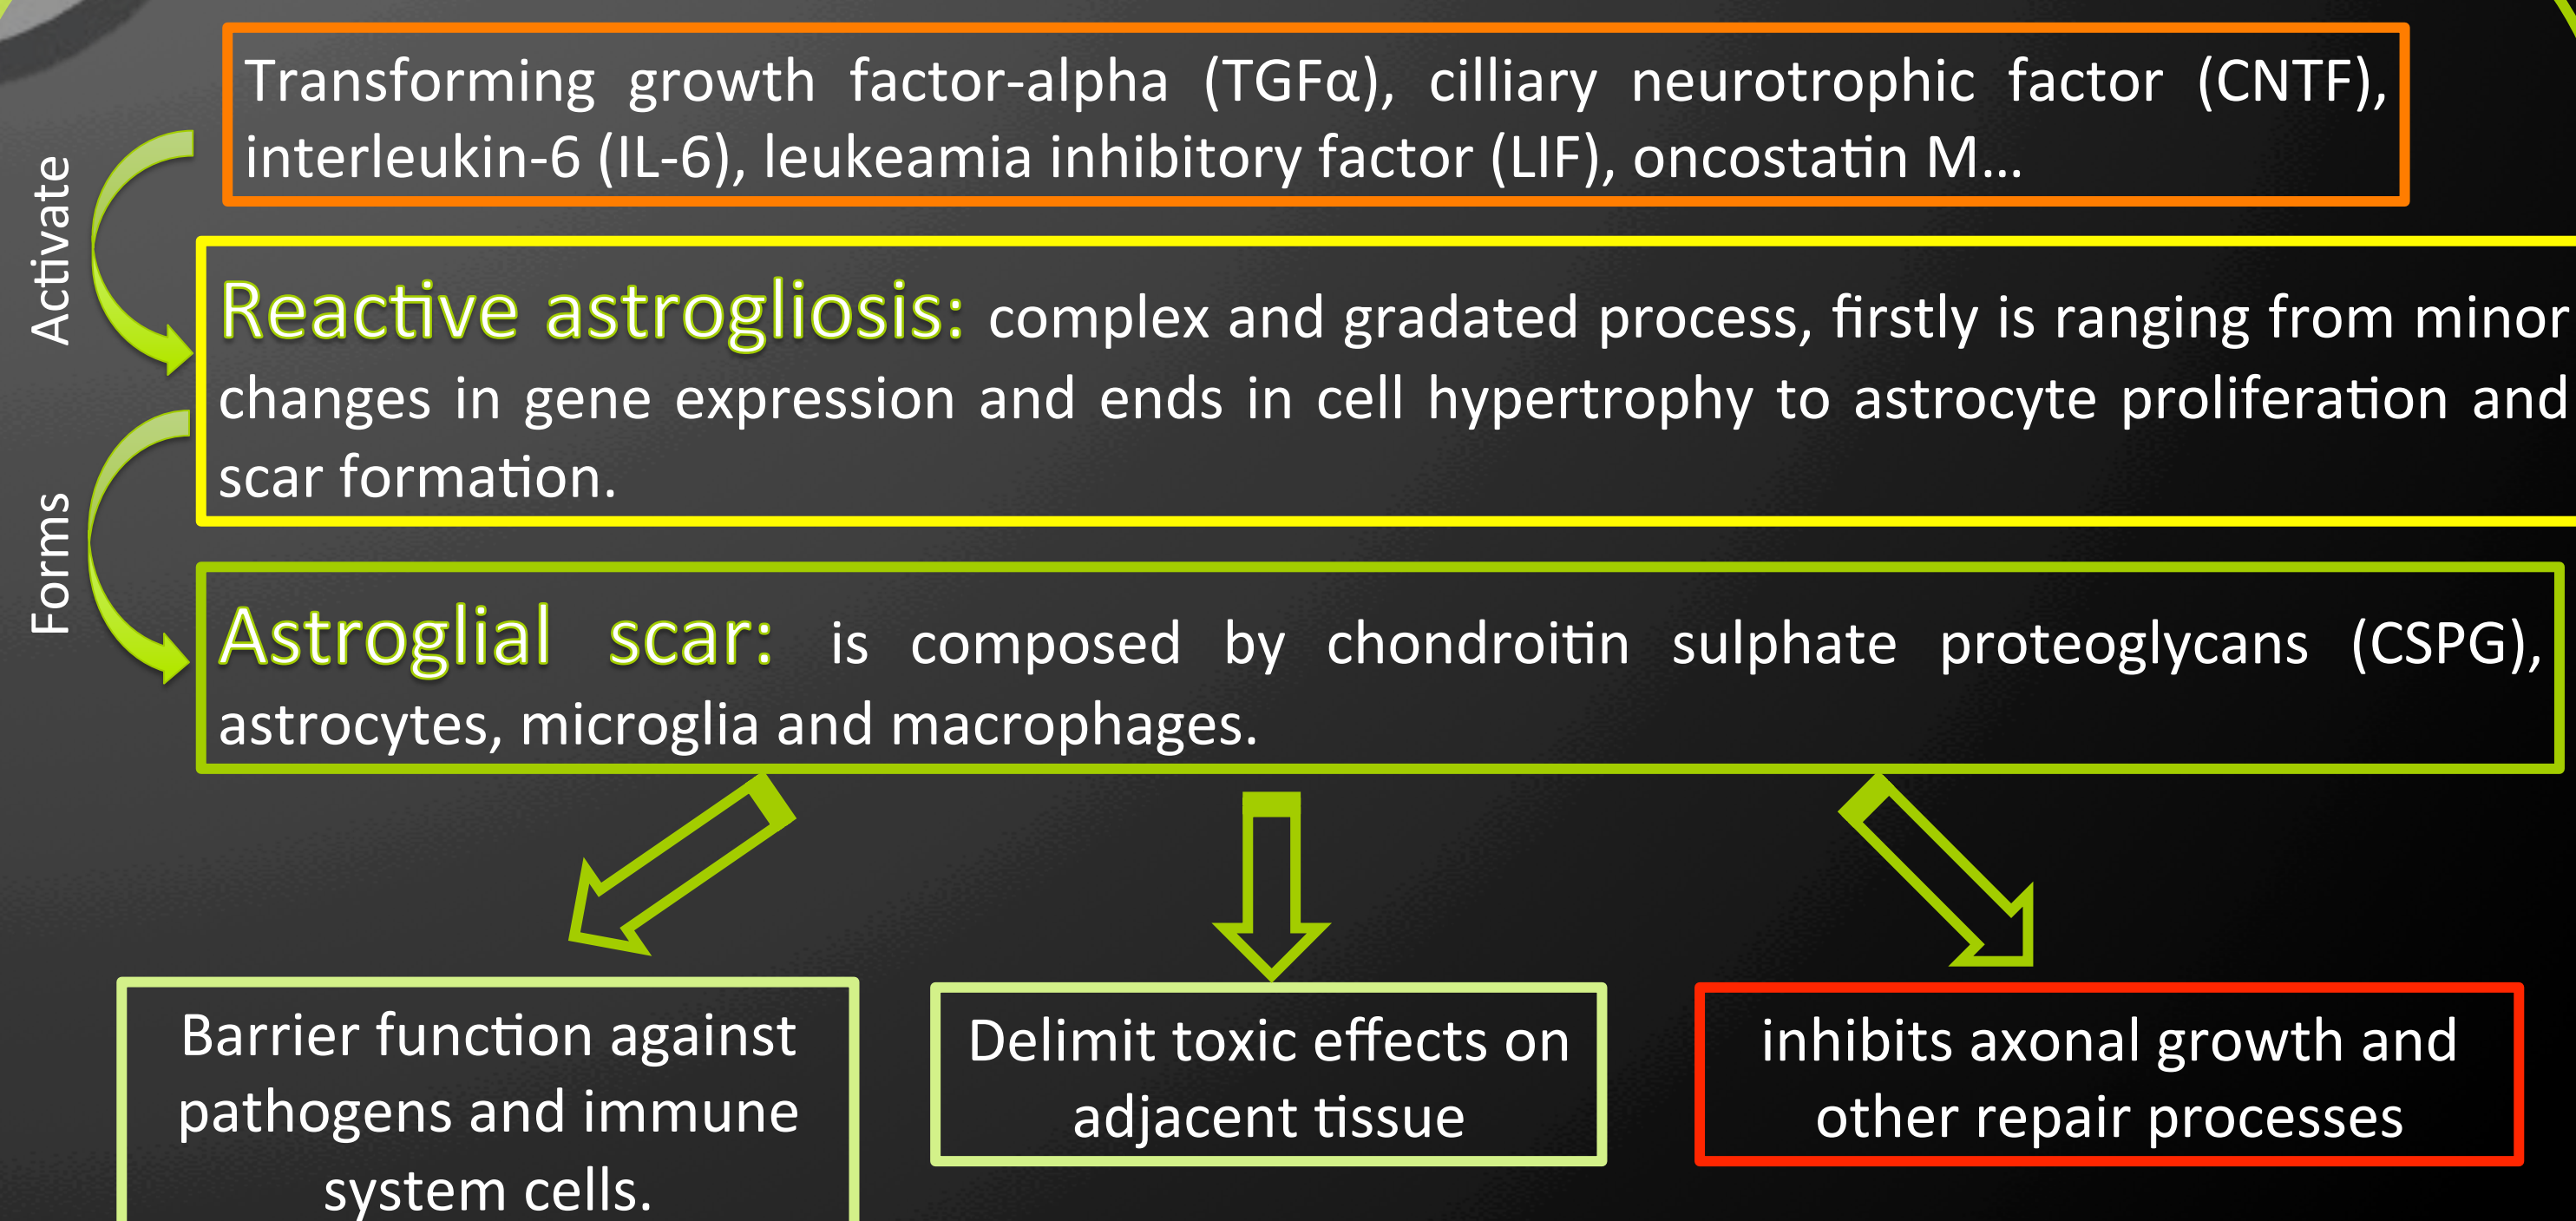 Transforming growth factor-alpha (TGFα), cilliary neurotrophic factor (CNTF),
interleukin-6 (IL-6), leukeamia inhibitory factor (LIF), oncostatin M...
Activate
Reactive astrogliosis: complex and gradated process, firstly is ranging from minor
changes in gene expression and ends in cell hypertrophy to astrocyte proliferation and
scar formation.
Forms
Astroglial scar: is composed by chondroitin sulphate proteoglycans (CSPG),
astrocytes, microglia and macrophages.
Barrier function against
pathogens and immune
system cells.
Delimit toxic effects on
adjacent tissue
inhibits axonal growth and
other repair processes